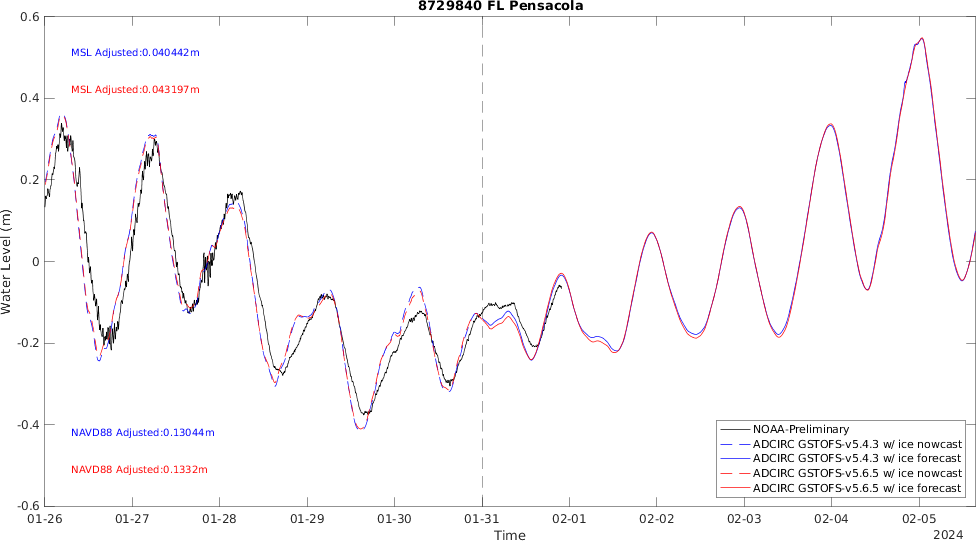 8729840 FL Pensacola
0.6
MSL Adjusted:0.040442m
MSL Adjusted:0.043197m
0.4
0.2
0
Water Level (m)
-0.2
-0.4
NAVD88 Adjusted:0.13044m
NAVD88 Adjusted:0.1332m
NOAA-Preliminary
ADCIRC GSTOFS-v5.4.3 w/ ice nowcast
ADCIRC GSTOFS-v5.4.3 w/ ice forecast
ADCIRC GSTOFS-v5.6.5 w/ ice nowcast
ADCIRC GSTOFS-v5.6.5 w/ ice forecast
-0.6
01-26 01-27 01-28 01-29 01-30 01-31 02-01 02-02 02-03 02-04 02-05
Time
2024